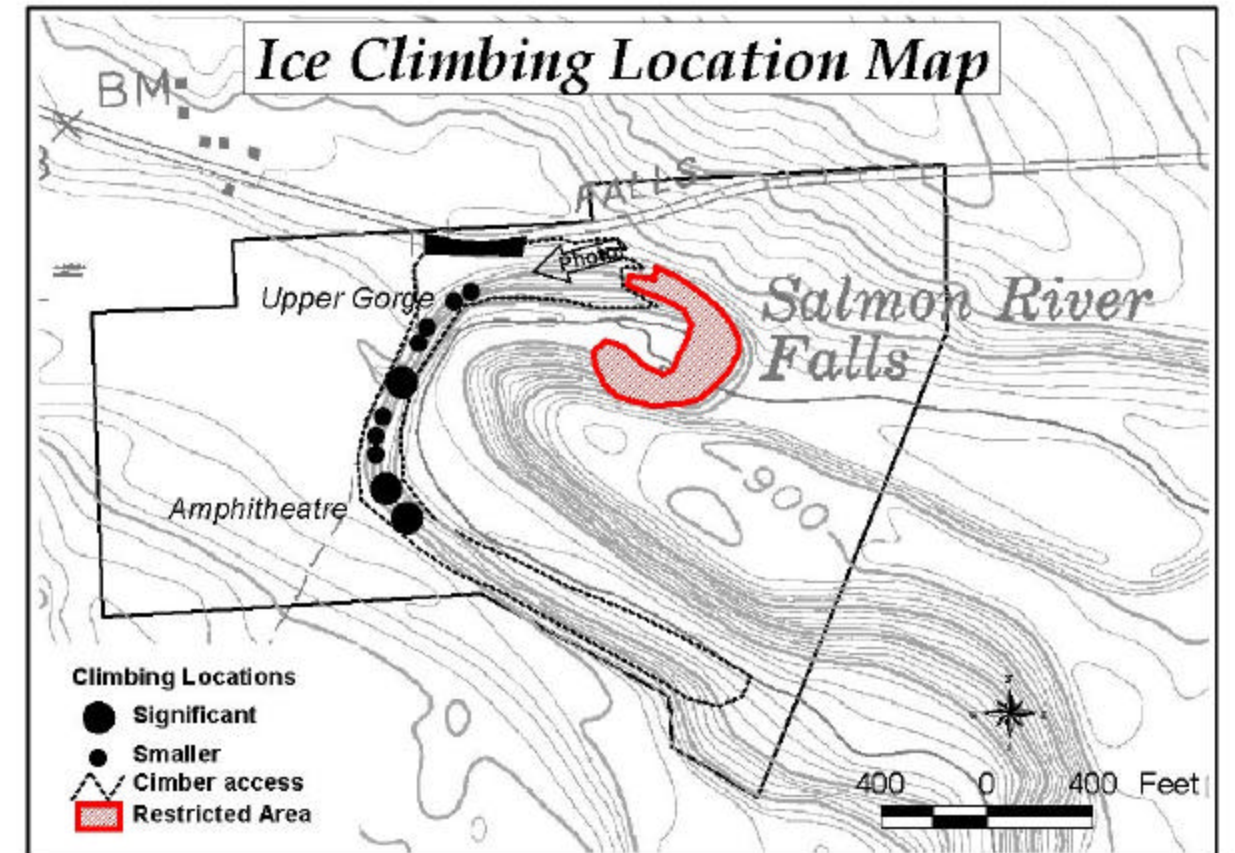 Ice Climbing Location Map
BM
FALLS
Photo
Upper Gorge
Salmon River
Falls
900
Amphitheatre
Climbing Locations
Significant
Smaller
Cimber access
Restricted Area
400 0 400 Feet